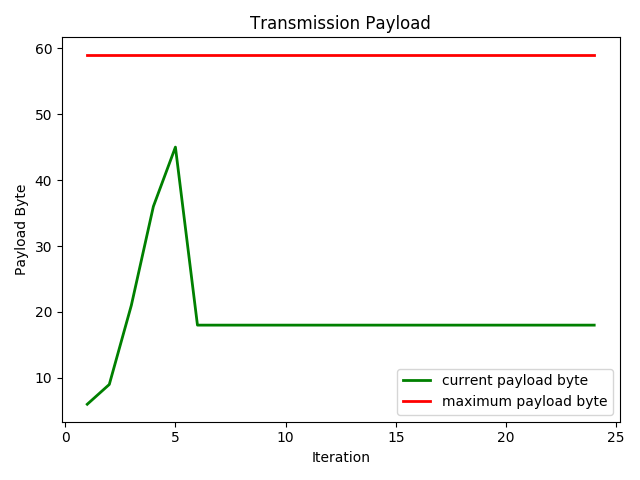 Transmission Payload
60
50
40
30
20
10
Payload Byte
current payload byte
maximum payload byte
0 5 10 15 20 25
Iteration